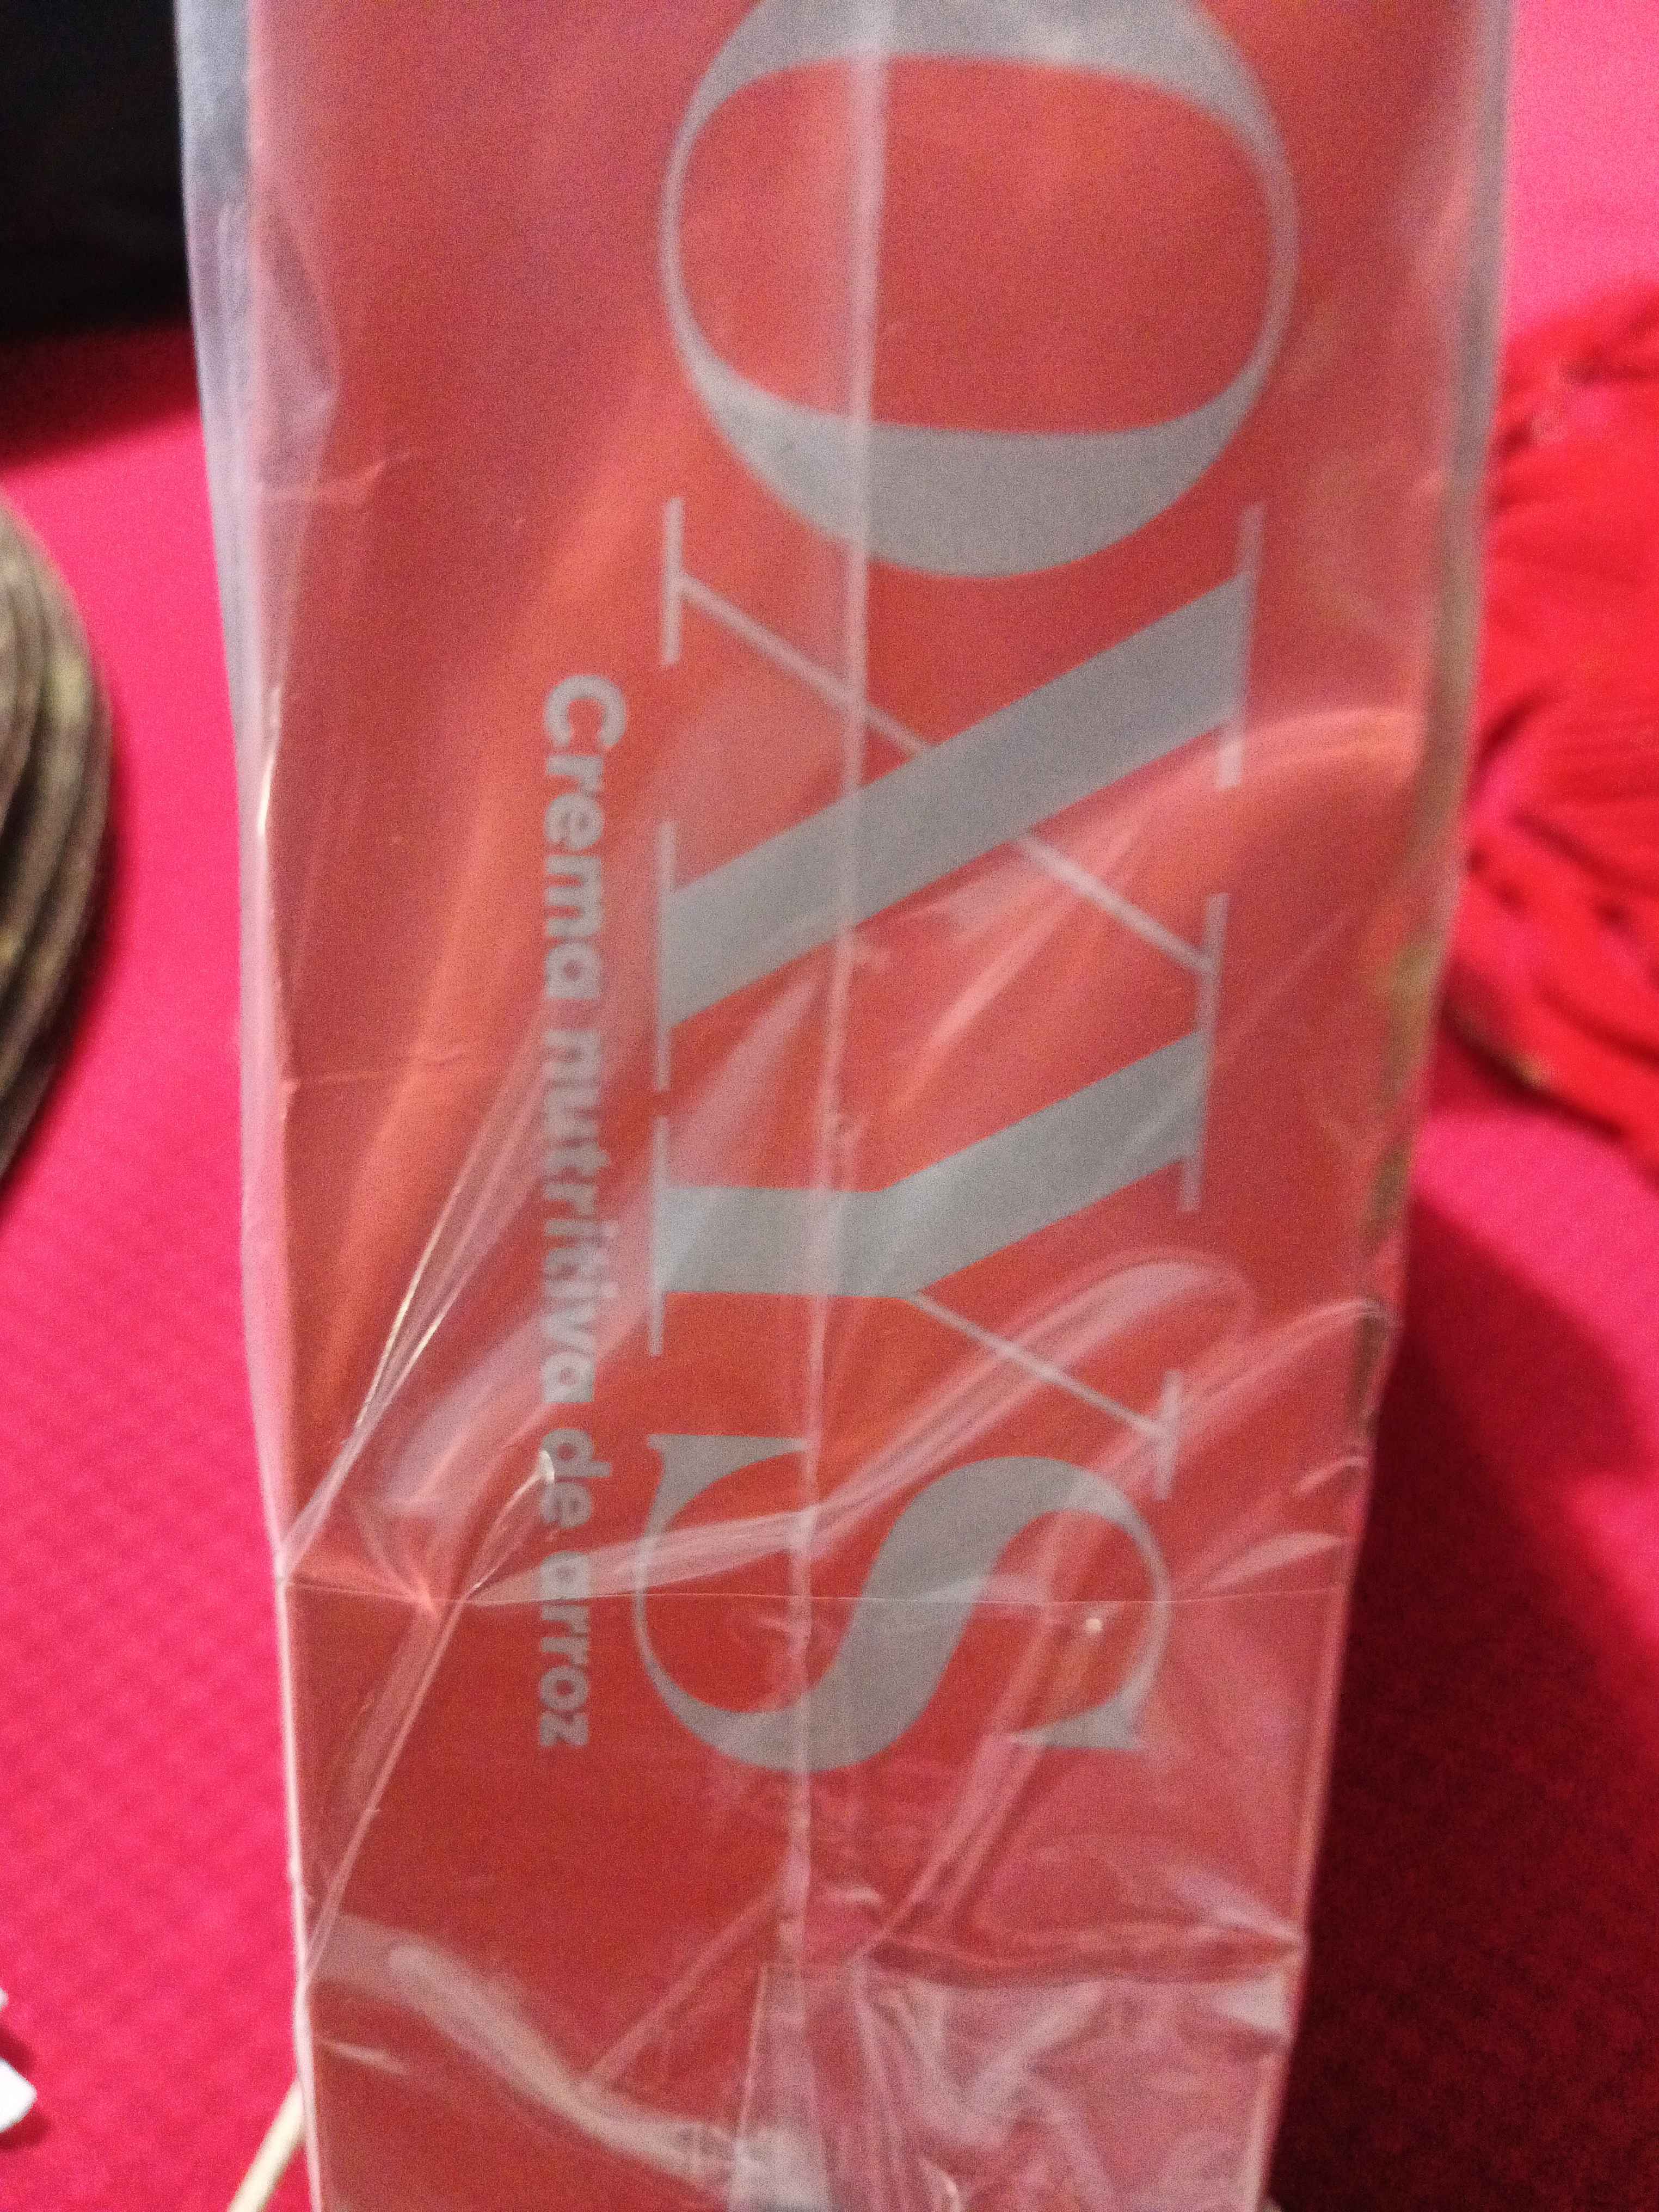 OXYS
Crema nutritiva de arroz